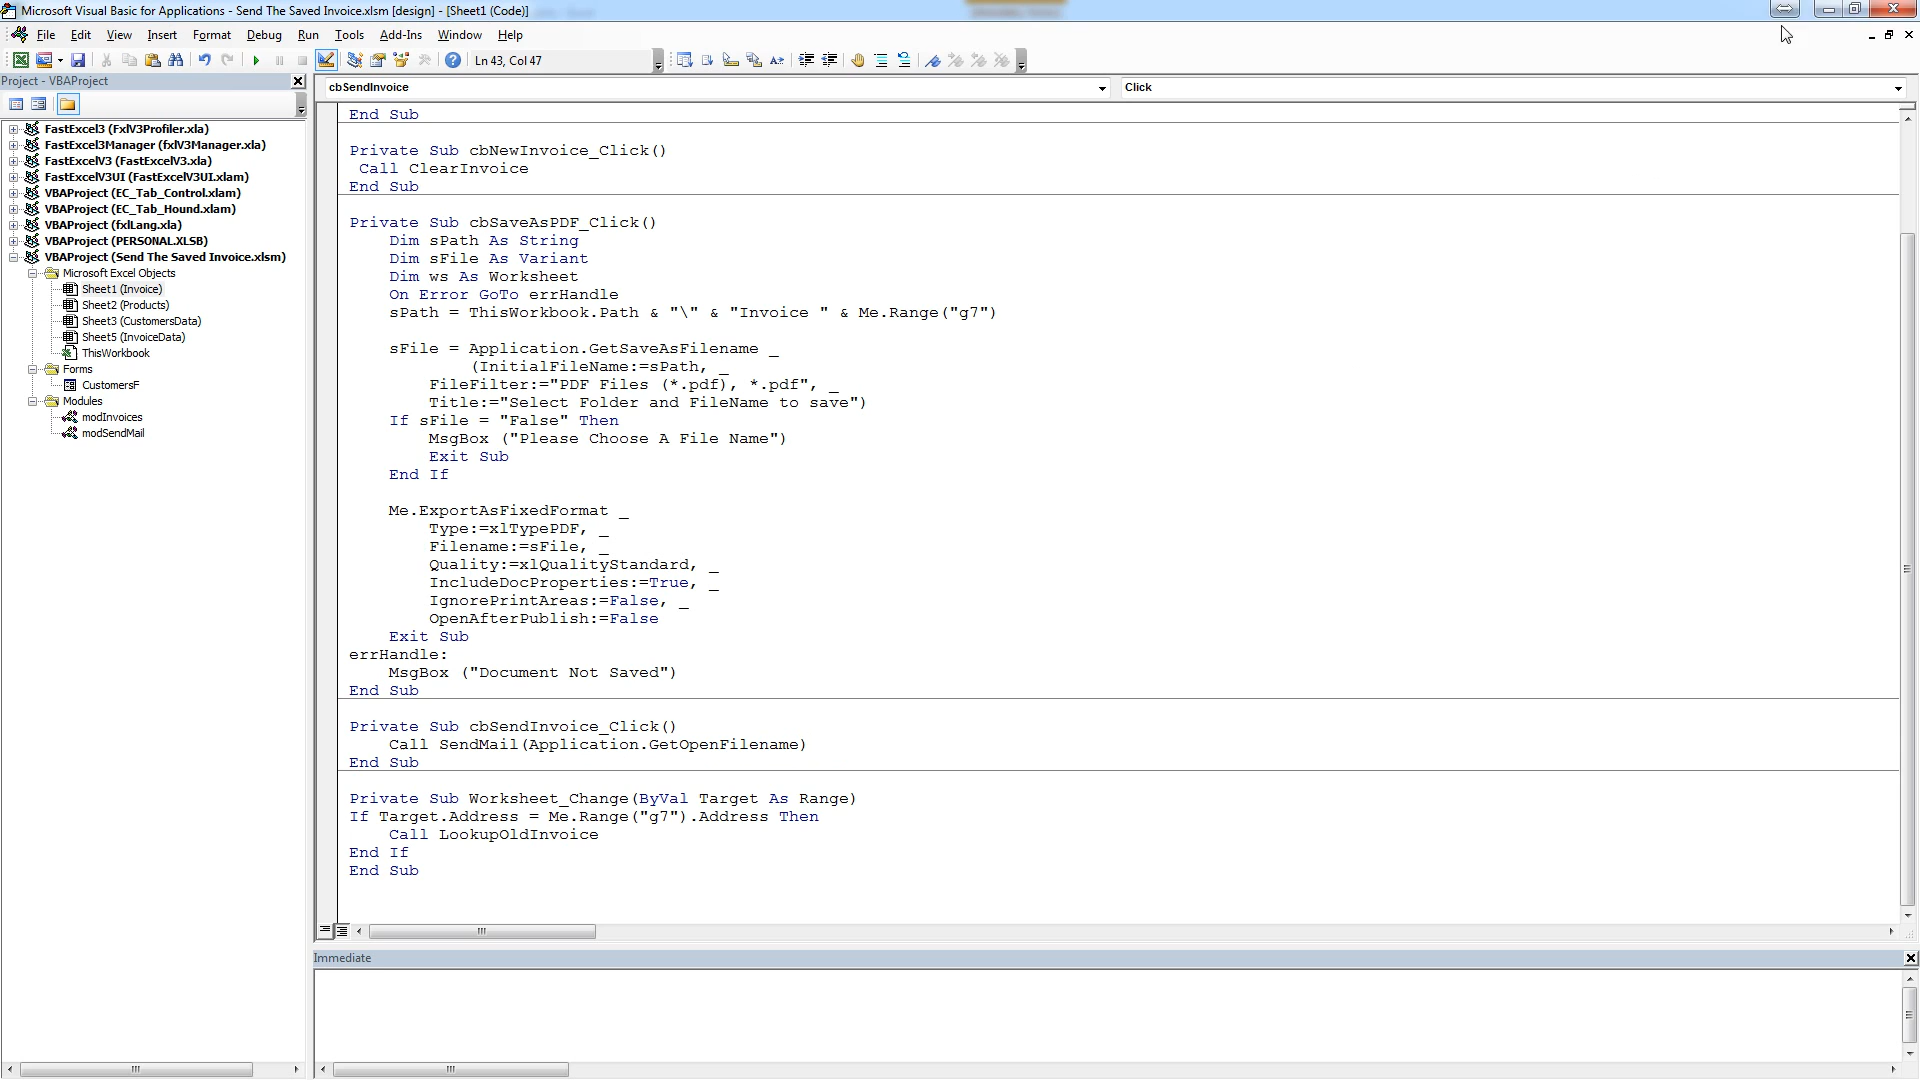 Microsoft Visual Basic for Applications - Send The Saved Invoice.xlsm [design] - [Sheet1 (Code)]
File Edit View Insert Format Debug Run Tools Add-Ins Window Help
Ln 43, Col 47
Project - VBAProject
cbSendInvoice
Click
FastExcel3 (FxlV3Profiler.xla)
FastExcel3Manager (fxlV3Manager.xla)
FastExcelV3 (FastExcelV3.xla)
FastExcelV3UI (FastExcelV3UI.xlam)
VBAProject (EC_Tab_Control.xlam)
VBAProject (EC_Tab_Hound.xlam)
VBAProject (fxlLang.xla)
VBAProject (PERSONAL.XLSB)
VBAProject (Send The Saved Invoice.xlsm)
Microsoft Excel Objects
Sheet1 (Invoice)
Sheet2 (Products)
Sheet3 (CustomersData)
Sheet5 (InvoiceData)
ThisWorkbook
Forms
CustomersF
Modules
modInvoices
modSendMail
End Sub
Private Sub cbNewInvoice_Click()
Call ClearInvoice
End Sub
Private Sub cbSaveAsPDF_Click()
Dim sPath As String
Dim sFile As Variant
Dim ws As Worksheet
On Error GoTo errHandle
sPath = ThisWorkbook.Path & "\" & "Invoice " & Me.Range("g7")
sFile = Application.GetSaveAsFilename _
(InitialFileName:=sPath, _
FileFilter:="PDF Files (*.pdf), *.pdf", _
Title:="Select Folder and FileName to save")
If sFile = "False" Then
MsgBox ("Please Choose A File Name")
Exit Sub
End If
Me.ExportAsFixedFormat _
Type:=xlTypePDF, _
Filename:=sFile, _
Quality:=xlQualityStandard, _
IncludeDocProperties:=True, _
IgnorePrintAreas:=False, _
OpenAfterPublish:=False
Exit Sub
errHandle:
MsgBox ("Document Not Saved")
End Sub
Private Sub cbSendInvoice_Click()
Call SendMail(Application.GetOpenFilename)
End Sub
Private Sub Worksheet_Change(ByVal Target As Range)
If Target.Address = Me.Range("g7").Address Then
Call LookupOldInvoice
End If
End Sub
Immediate